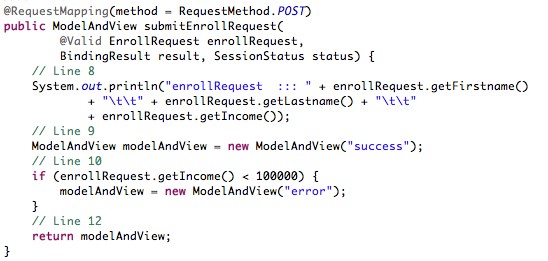 @RequestMapping(method = RequestMethod.POST)
public ModelAndView submitEnrollRequest(
        @Valid EnrollRequest enrollRequest,
        BindingResult result, SessionStatus status) {
    // Line 8
    System.out.println("enrollRequest  ::: " + enrollRequest.getFirstname()
            + "\t\t" + enrollRequest.getLastname() + "\t\t"
            + enrollRequest.getIncome());
    // Line 9
    ModelAndView modelAndView = new ModelAndView("success");
    // Line 10
    if (enrollRequest.getIncome() < 100000) {
        modelAndView = new ModelAndView("error");
    }
    // Line 12
    return modelAndView;
}